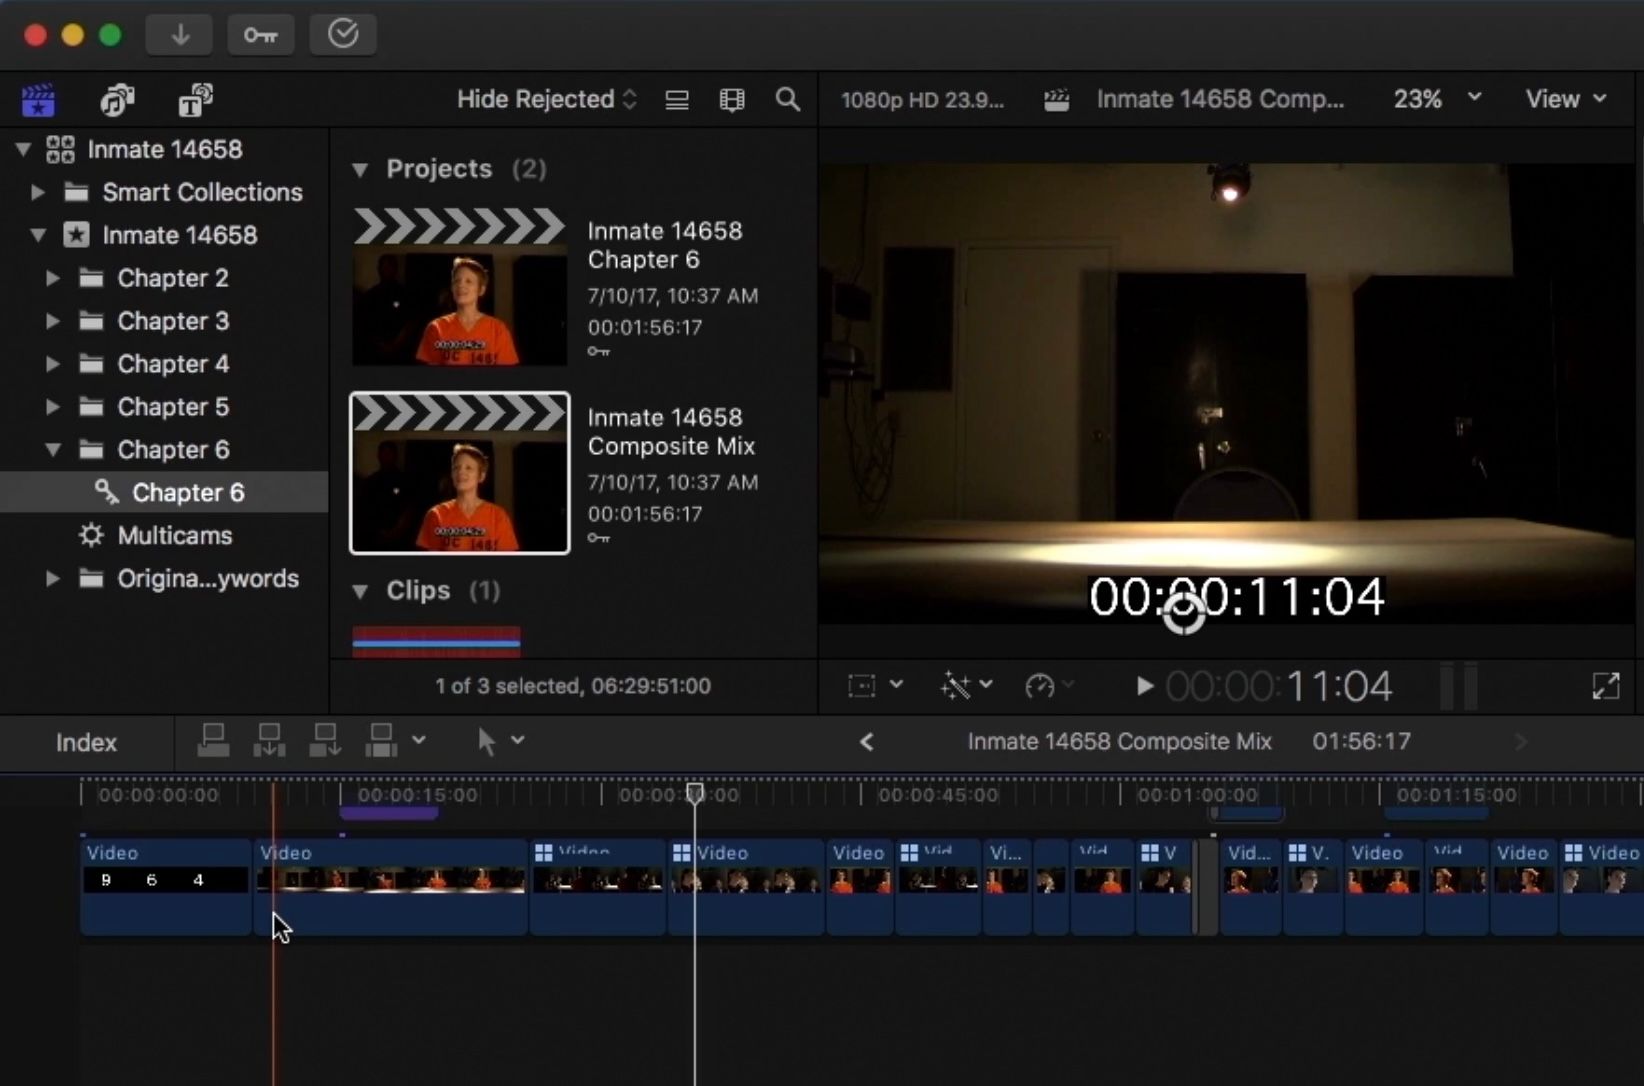 Hide Rejected
1080p HD 23.9...
Inmate 14658 Comp...
23%
View
Inmate 14658
Smart Collections
Inmate 14658
Chapter 2
Chapter 3
Chapter 4
Chapter 5
Chapter 6
Chapter 6
Multicams
Origina...ywords
Projects (2)
Inmate 14658
Chapter 6
7/10/17, 10:37 AM
00:01:56:17
Inmate 14658
Composite Mix
7/10/17, 10:37 AM
00:01:56:17
Clips (1)
1 of 3 selected, 06:29:51:00
00:00:11:04
00:00:11:04
Index
Inmate 14658 Composite Mix 01:56:17
00:00:00:00 00:00:15:00 00:00:45:00 00:01:00:00 00:01:15:00
Video Video Video Video Video Vid Vi... Vid V Vid... V. Video Vid Video Video
9 6 4